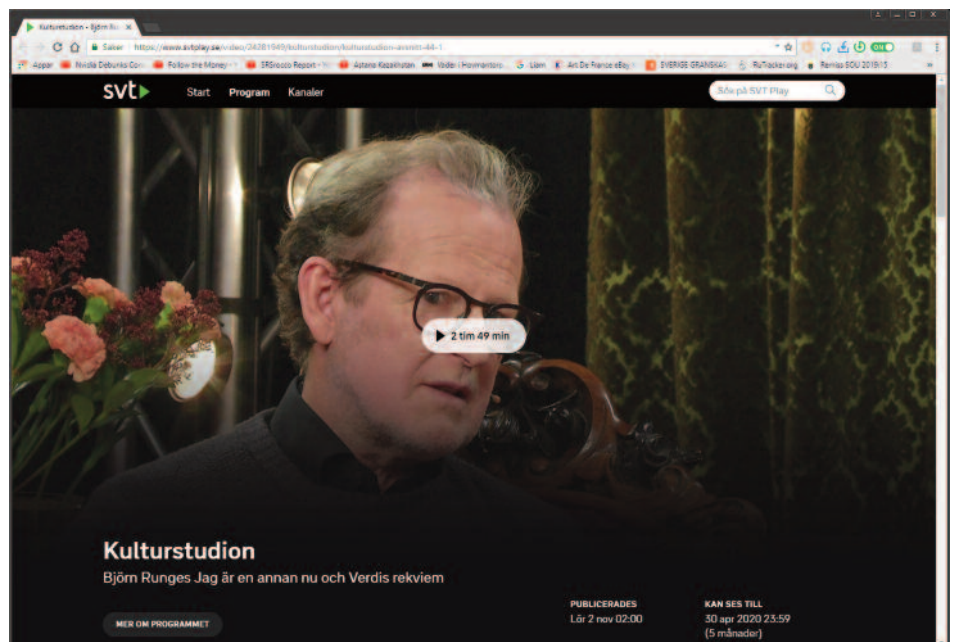 Kulturstudion - Björn Ru
Säker
https://www.svtplay.se/video/24281949/kulturstudion/kulturstudion-avsnitt-44-1
ON
Appar
Follow the Money -
SRSrocco Report -
Astana Kazakhstan
Väder i Hovmantorp
Liam
Art De France eBay
SVERIGE GRANSKAS
RuTracker.org
Remiss SOU 2019:15
»
svt
Start
Program
Kanaler
Sök på SVT Play
2 tim 49 min
Kulturstudion
Björn Runges Jag är en annan nu och Verdis rekviem
PUBLICERADES
Lör 2 nov 02:00
KAN SES TILL
30 apr 2020 23:59
(5 månader)
MER OM PROGRAMMET